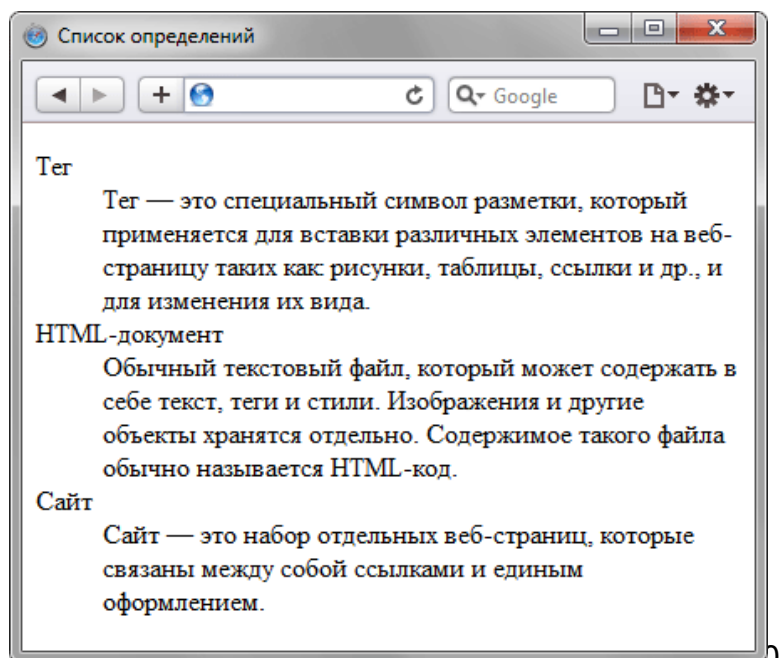 Список определений
Google
Тег
Тег — это специальный символ разметки, который
применяется для вставки различных элементов на веб-
страницу таких как: рисунки, таблицы, ссылки и др., и
для изменения их вида.
HTML-документ
Обычный текстовый файл, который может содержать в
себе текст, теги и стили. Изображения и другие
объекты хранятся отдельно. Содержимое такого файла
обычно называется HTML-код.
Сайт
Сайт — это набор отдельных веб-страниц, которые
связаны между собой ссылками и единым
оформлением.